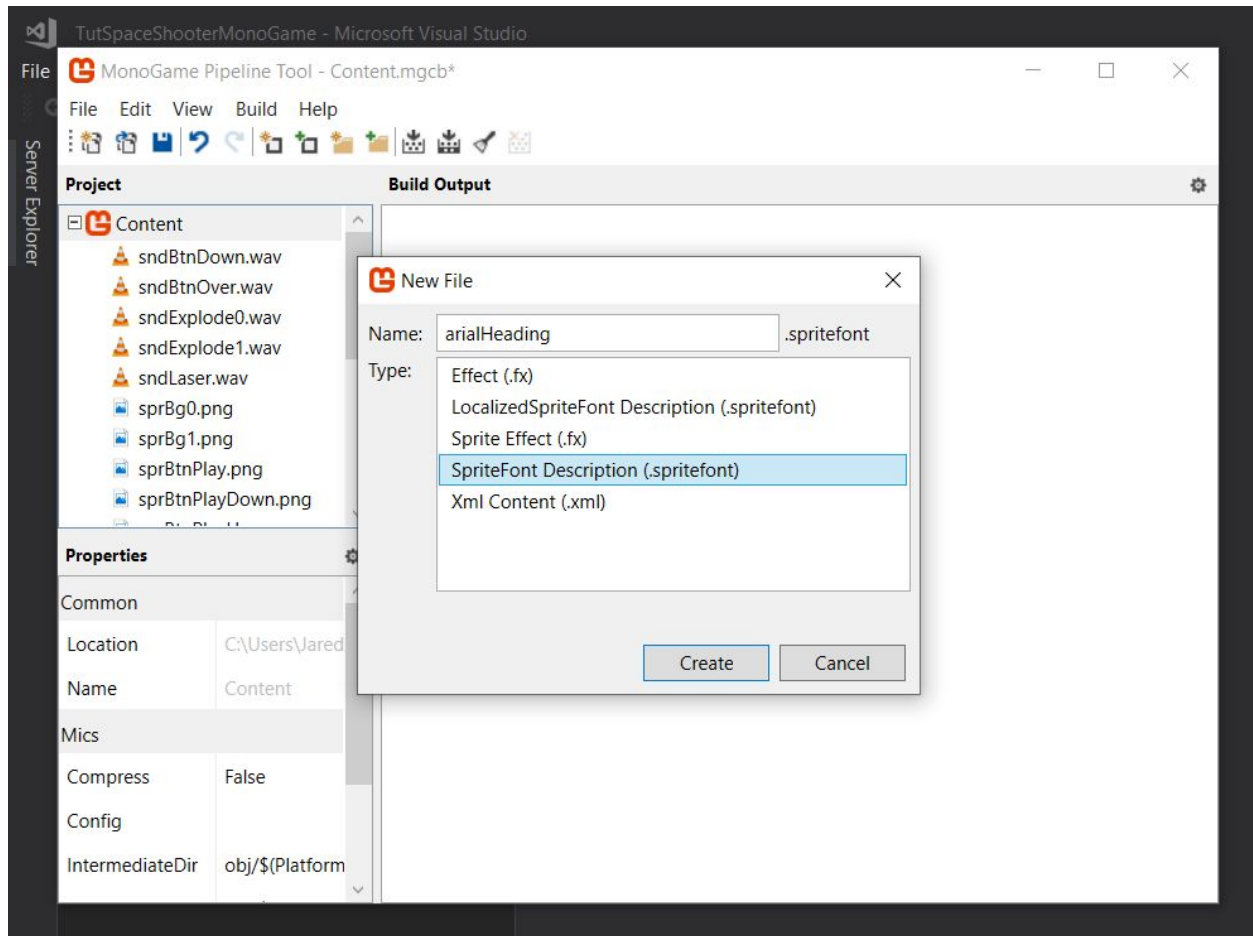 TutSpaceShooterMonoGame - Microsoft Visual Studio
File
Server Explorer
MonoGame Pipeline Tool - Content.mgcb*
File Edit View Build Help
Project
Content
sndBtnDown.wav
sndBtnOver.wav
sndExplode0.wav
sndExplode1.wav
sndLaser.wav
sprBg0.png
sprBg1.png
sprBtnPlay.png
sprBtnPlayDown.png
Properties
Common
Location C:\Users\Jared
Name Content
Mics
Compress False
Config
IntermediateDir obj/$(Platform
Build Output
New File
Name: arialHeading .spritefont
Type:
Effect (.fx)
LocalizedSpriteFont Description (.spritefont)
Sprite Effect (.fx)
SpriteFont Description (.spritefont)
Xml Content (.xml)
Create Cancel